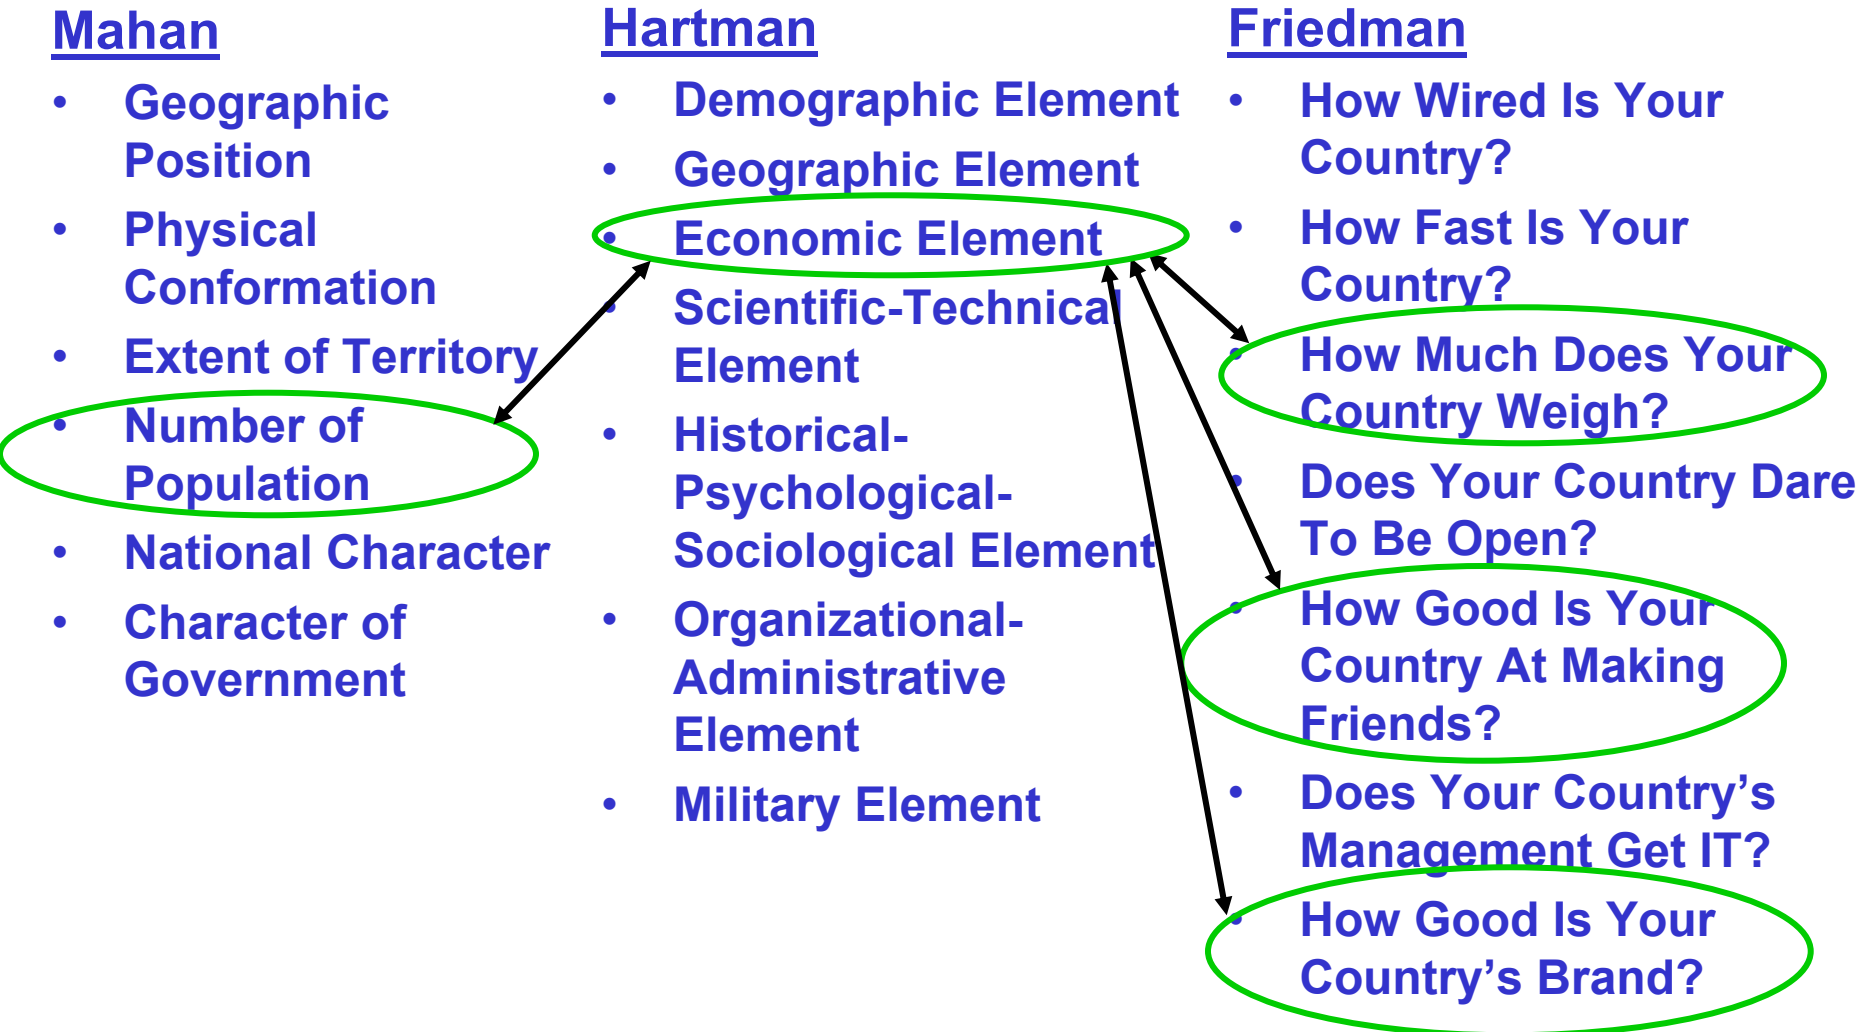 Mahan
• Geographic
Position
• Physical
Conformation
• Extent of Territory
• Number of
Population
• National Character
• Character of
Government
Hartman
• Demographic Element
• Geographic Element
• Economic Element
• Scientific-Technical
Element
• Historical-
Psychological-
Sociological Element
• Organizational-
Administrative
Element
• Military Element
Friedman
• How Wired Is Your
Country?
• How Fast Is Your
Country?
• How Much Does Your
Country Weigh?
• Does Your Country Dare
To Be Open?
• How Good Is Your
Country At Making
Friends?
• Does Your Country’s
Management Get IT?
• How Good Is Your
Country’s Brand?